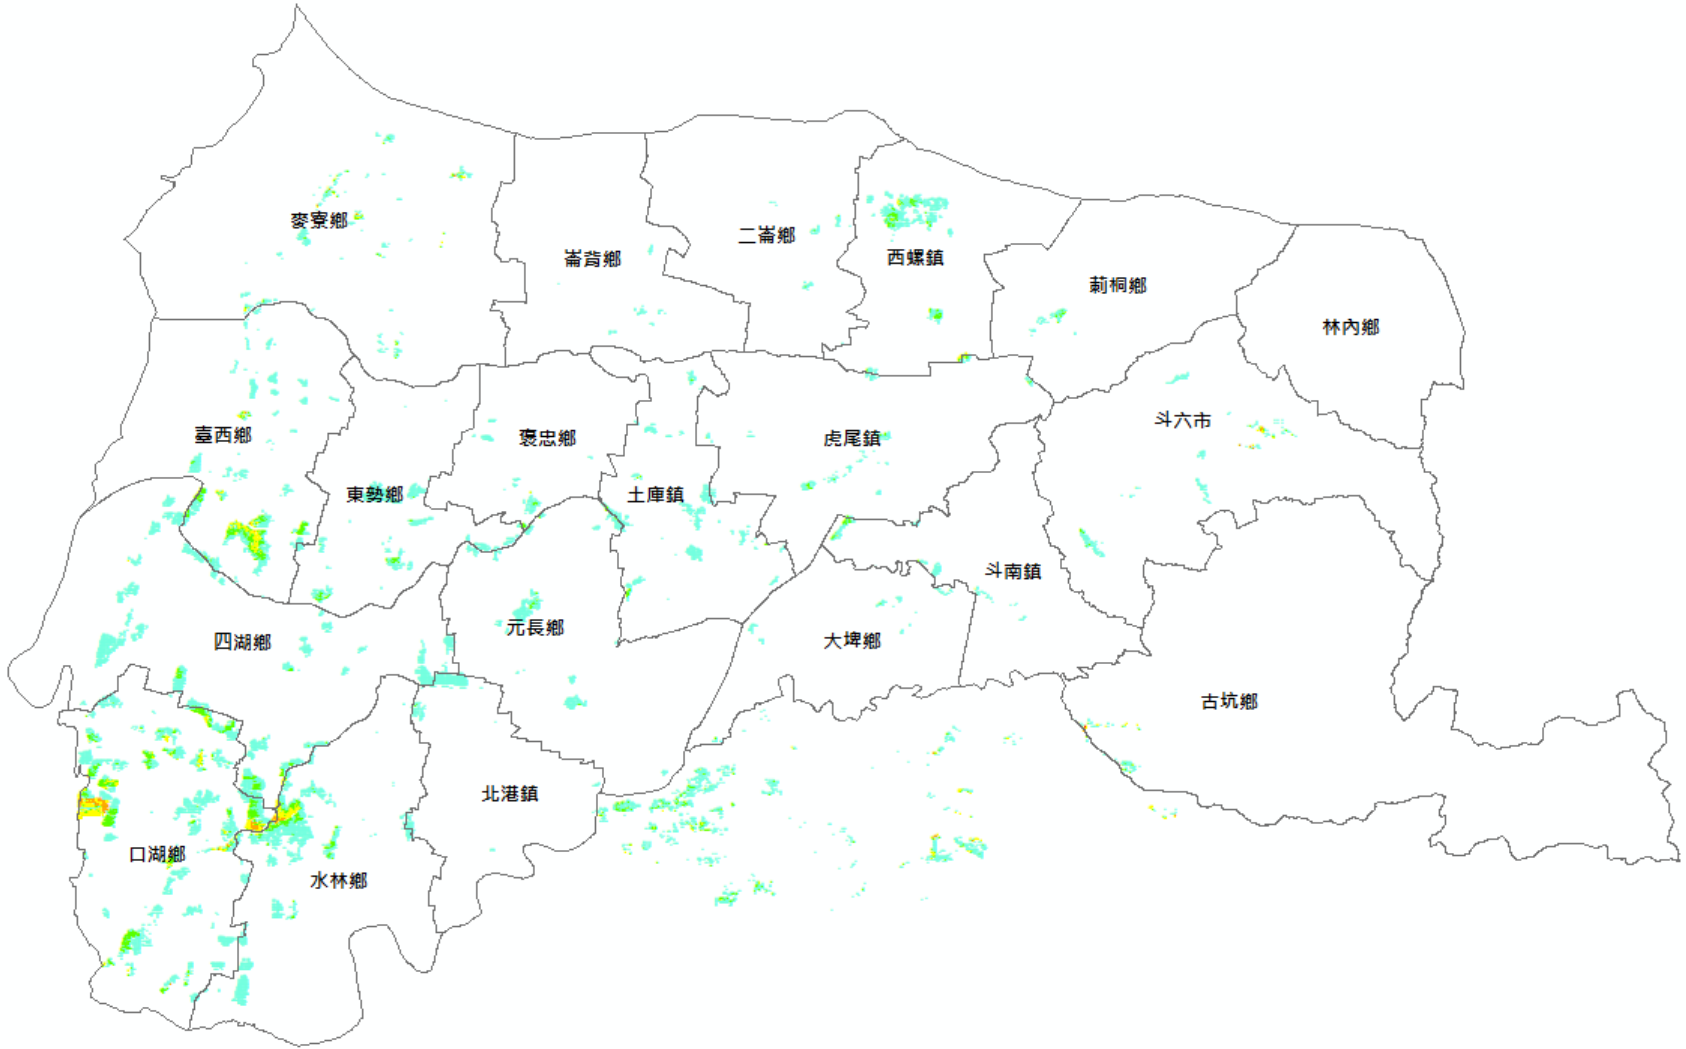 麥寮鄉
崙背鄉
二崙鄉
西螺鎮
莿桐鄉
林內鄉
臺西鄉
東勢鄉
褒忠鄉
土庫鎮
虎尾鎮
斗六市
四湖鄉
元長鄉
大埤鄉
斗南鎮
古坑鄉
口湖鄉
水林鄉
北港鎮